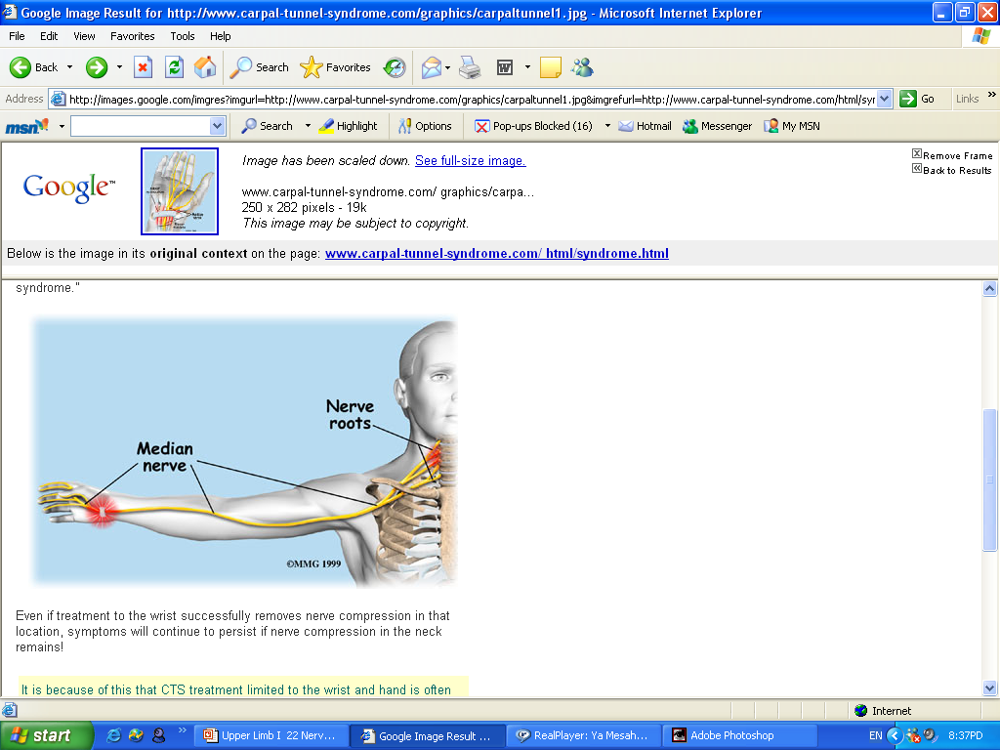 Google Image Result for http://www.carpal-tunnel-syndrome.com/graphics/carpaltunnel1.jpg - Microsoft Internet Explorer
File Edit View Favorites Tools Help
Back Search Favorites
Address http://images.google.com/imgres?imgurl=http://www.carpal-tunnel-syndrome.com/graphics/carpaltunnel1.jpg&imgrefurl=http://www.carpal-tunnel-syndrome.com/html/syr Go Links »
msn Search Highlight Options Pop-ups Blocked (16) Hotmail Messenger My MSN
Google™
Image has been scaled down. See full-size image.
www.carpal-tunnel-syndrome.com/ graphics/carpa...
250 x 282 pixels - 19k
This image may be subject to copyright.
Remove Frame
Back to Results
Below is the image in its original context on the page: www.carpal-tunnel-syndrome.com/ html/syndrome.html
syndrome."
Nerve
roots
Median
nerve
©MMG 1999
Even if treatment to the wrist successfully removes nerve compression in that
location, symptoms will continue to persist if nerve compression in the neck
remains!
It is because of this that CTS treatment limited to the wrist and hand is often
Internet
start » Upper Limb I 22 Nerv... Google Image Result ... RealPlayer: Ya Mesah... Adobe Photoshop EN 8:37PD